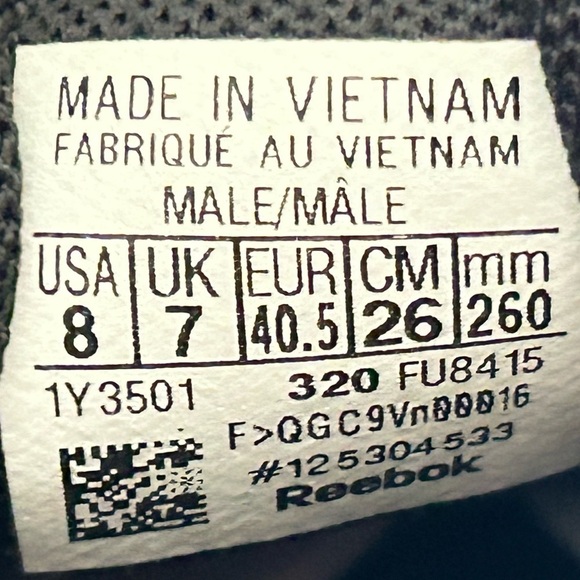 MADE IN VIETNAM
FABRIQUÉ AU VIETNAM
MALE/MÂLE
USA UK EUR CM mm
8 7 40.5 26 260
1Y3501 320 FU8415
F>QGC9Vn00016
#125304533
Reebok